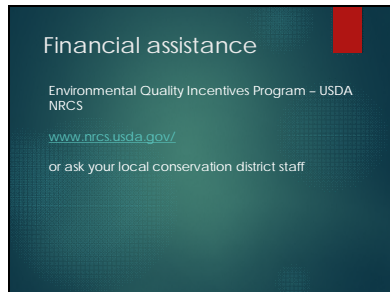 Financial assistance
Environmental Quality Incentives Program – USDA
NRCS
www.nrcs.usda.gov/
or ask your local conservation district staff